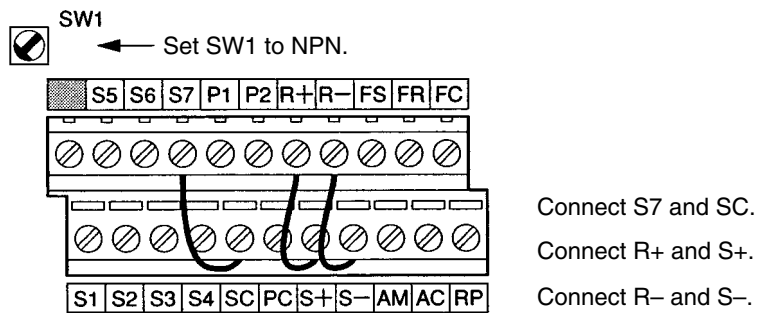 SW1
Set SW1 to NPN.
S5 S6 S7 P1 P2 R+ R− FS FR FC
Connect S7 and SC.
Connect R+ and S+.
S1 S2 S3 S4 SC PC S+ S− AM AC RP
Connect R– and S–.